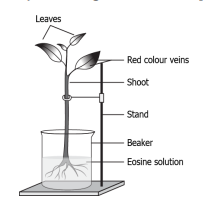 Leaves
Red colour veins
Shoot
Stand
Beaker
Eosine solution